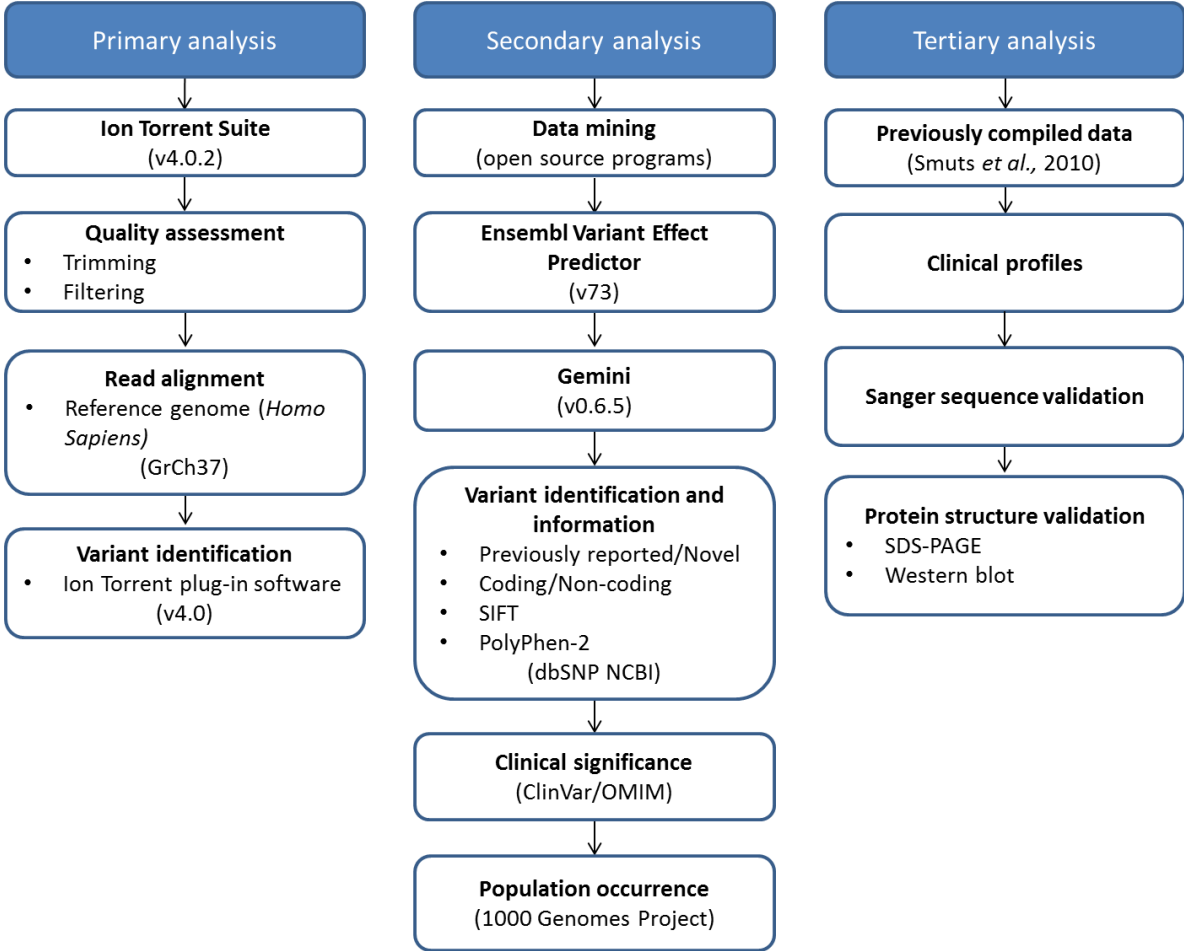 Primary analysis
Ion Torrent Suite
(v4.0.2)
Quality assessment
• Trimming
• Filtering
Read alignment
• Reference genome (Homo
Sapiens)
(GrCh37)
Variant identification
• Ion Torrent plug-in software
(v4.0)
Secondary analysis
Data mining
(open source programs)
Ensembl Variant Effect
Predictor
(v73)
Gemini
(v0.6.5)
Variant identification and
information
• Previously reported/Novel
• Coding/Non-coding
• SIFT
• PolyPhen-2
(dbSNP NCBI)
Clinical significance
(ClinVar/OMIM)
Population occurrence
(1000 Genomes Project)
Tertiary analysis
Previously compiled data
(Smuts et al., 2010)
Clinical profiles
Sanger sequence validation
Protein structure validation
• SDS-PAGE
• Western blot